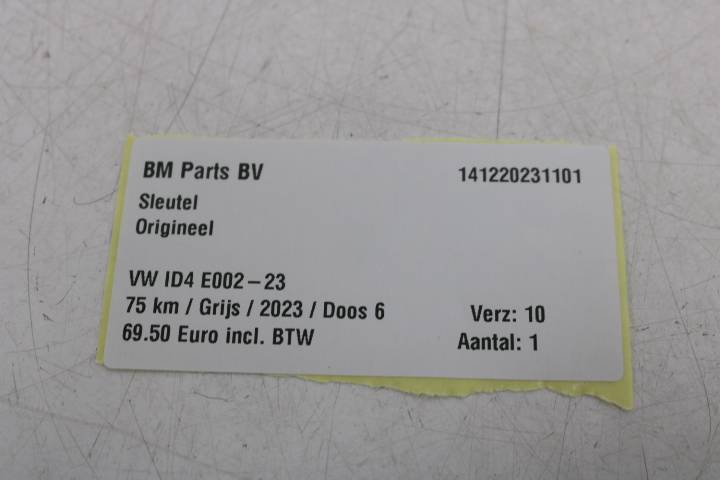 BM Parts BV 141220231101
Sleutel
Origineel
VW ID4 E002-23
75 km / Grijs / 2023 / Doos 6 Verz: 10
69.50 Euro incl. BTW Aantal: 1